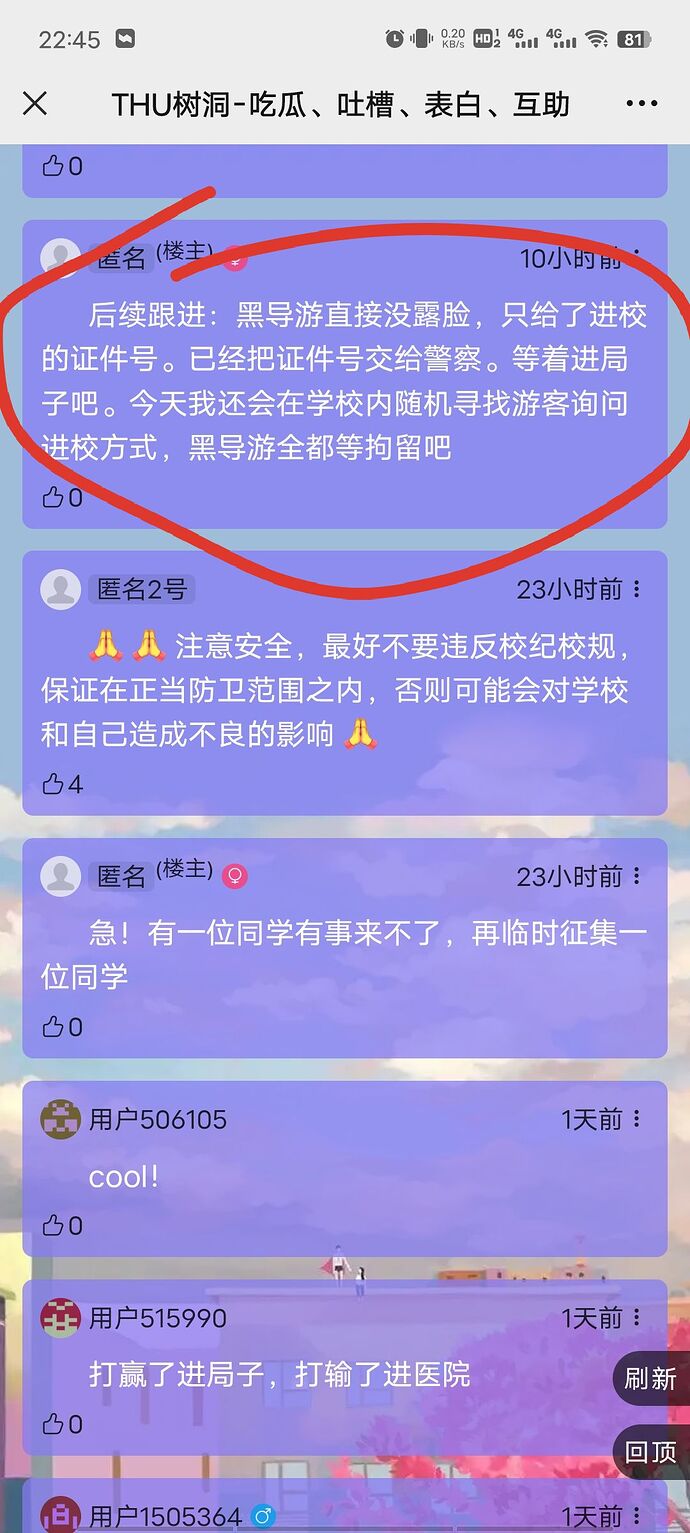 22:45
0.20 KB/s HD 1 2 4G 4G 81
THU树洞-吃瓜、吐槽、表白、互助
0
匿名 (楼主) 10小时前
后续跟进：黑导游直接没露脸，只给了进校
的证件号。已经把证件号交给警察。等着进局
子吧。今天我还会在学校内随机寻找游客询问
进校方式，黑导游全都等拘留吧
0
匿名2号 23小时前
🙏🙏注意安全，最好不要违反校纪校规，
保证在正当防卫范围之内，否则可能会对学校
和自己造成不良的影响🙏
4
匿名 (楼主) 23小时前
急！有一位同学有事来不了，再临时征集一
位同学
0
用户506105 1天前
cool!
0
用户515990 1天前
打赢了进局子，打输了进医院
刷新
0
回顶
用户1505364 1天前